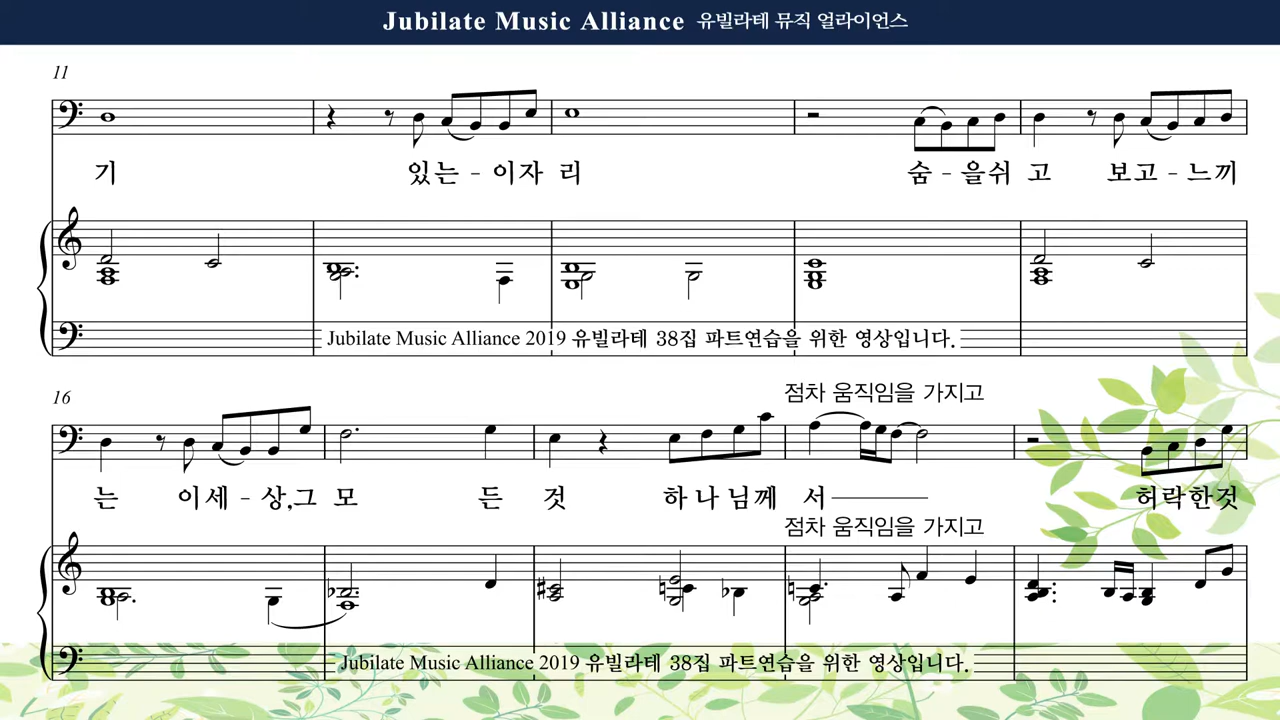 Jubilate Music Alliance 유빌라테 뮤직 얼라이언스
11
기 있는-이자 리 숨-을쉬 고 보고-느끼
Jubilate Music Alliance 2019 유빌라테 38집 파트연습을 위한 영상입니다.
16
점차 움직임을 가지고
는 이세-상,그 모 든 것 하나님께 서 허락한것
점차 움직임을 가지고
Jubilate Music Alliance 2019 유빌라테 38집 파트연습을 위한 영상입니다.